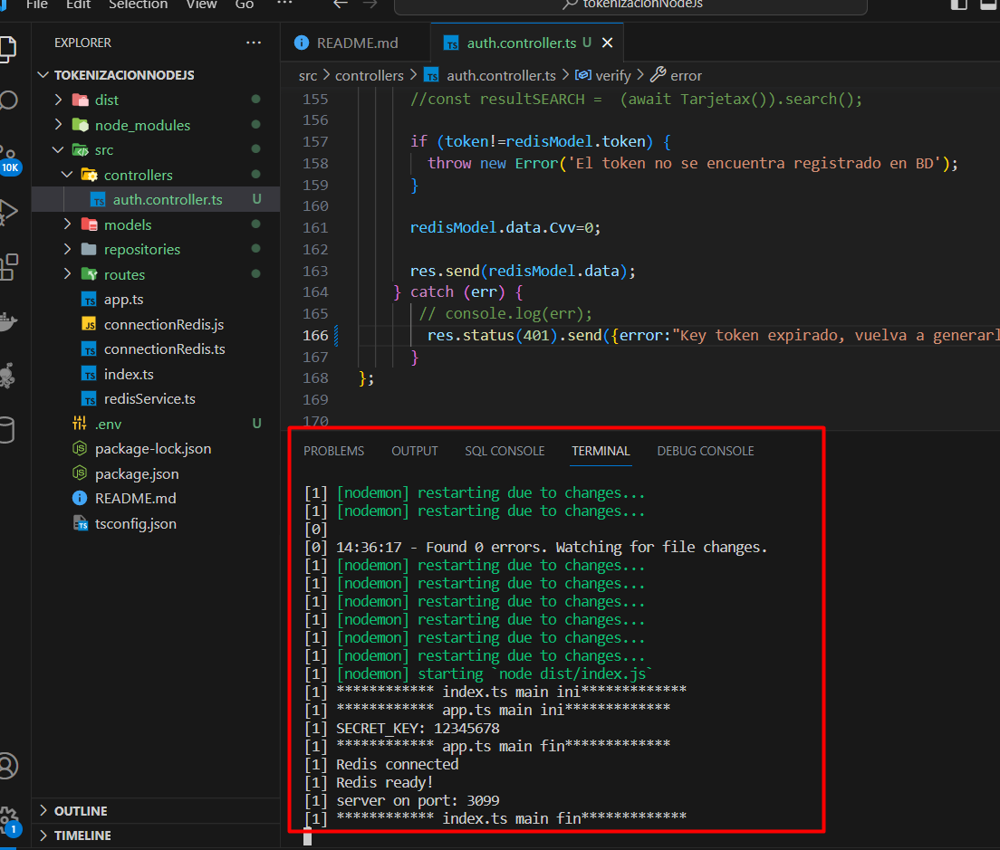 File Edit Selection View Go ... tokenizacionNodeJs
EXPLORER ...
TOKENIZACIONNODEJS
dist
node_modules
src
controllers
auth.controller.ts U
models
repositories
routes
app.ts
connectionRedis.js
connectionRedis.ts
index.ts
redisService.ts
.env U
package-lock.json
package.json
README.md
tsconfig.json
OUTLINE
TIMELINE
10K
1
README.md
TS auth.controller.ts U
src > controllers > TS auth.controller.ts > verify > error
155 //const resultSEARCH = (await Tarjetax()).search();
156
157 if (token!=redisModel.token) {
158 throw new Error('El token no se encuentra registrado en BD');
159 }
160
161 redisModel.data.Cvv=0;
162
163 res.send(redisModel.data);
164 } catch (err) {
165 // console.log(err);
166 res.status(401).send({error:"Key token expirado, vuelva a generarl
167 }
168 };
169
170
PROBLEMS OUTPUT SQL CONSOLE TERMINAL DEBUG CONSOLE
[1] [nodemon] restarting due to changes...
[1] [nodemon] restarting due to changes...
[0]
[0] 14:36:17 - Found 0 errors. Watching for file changes.
[1] [nodemon] restarting due to changes...
[1] [nodemon] restarting due to changes...
[1] [nodemon] restarting due to changes...
[1] [nodemon] restarting due to changes...
[1] [nodemon] restarting due to changes...
[1] [nodemon] restarting due to changes...
[1] [nodemon] starting `node dist/index.js`
[1] ************ index.ts main ini*************
[1] ************ app.ts main ini*************
[1] SECRET_KEY: 12345678
[1] ************ app.ts main fin*************
[1] Redis connected
[1] Redis ready!
[1] server on port: 3099
[1] ************ index.ts main fin*************